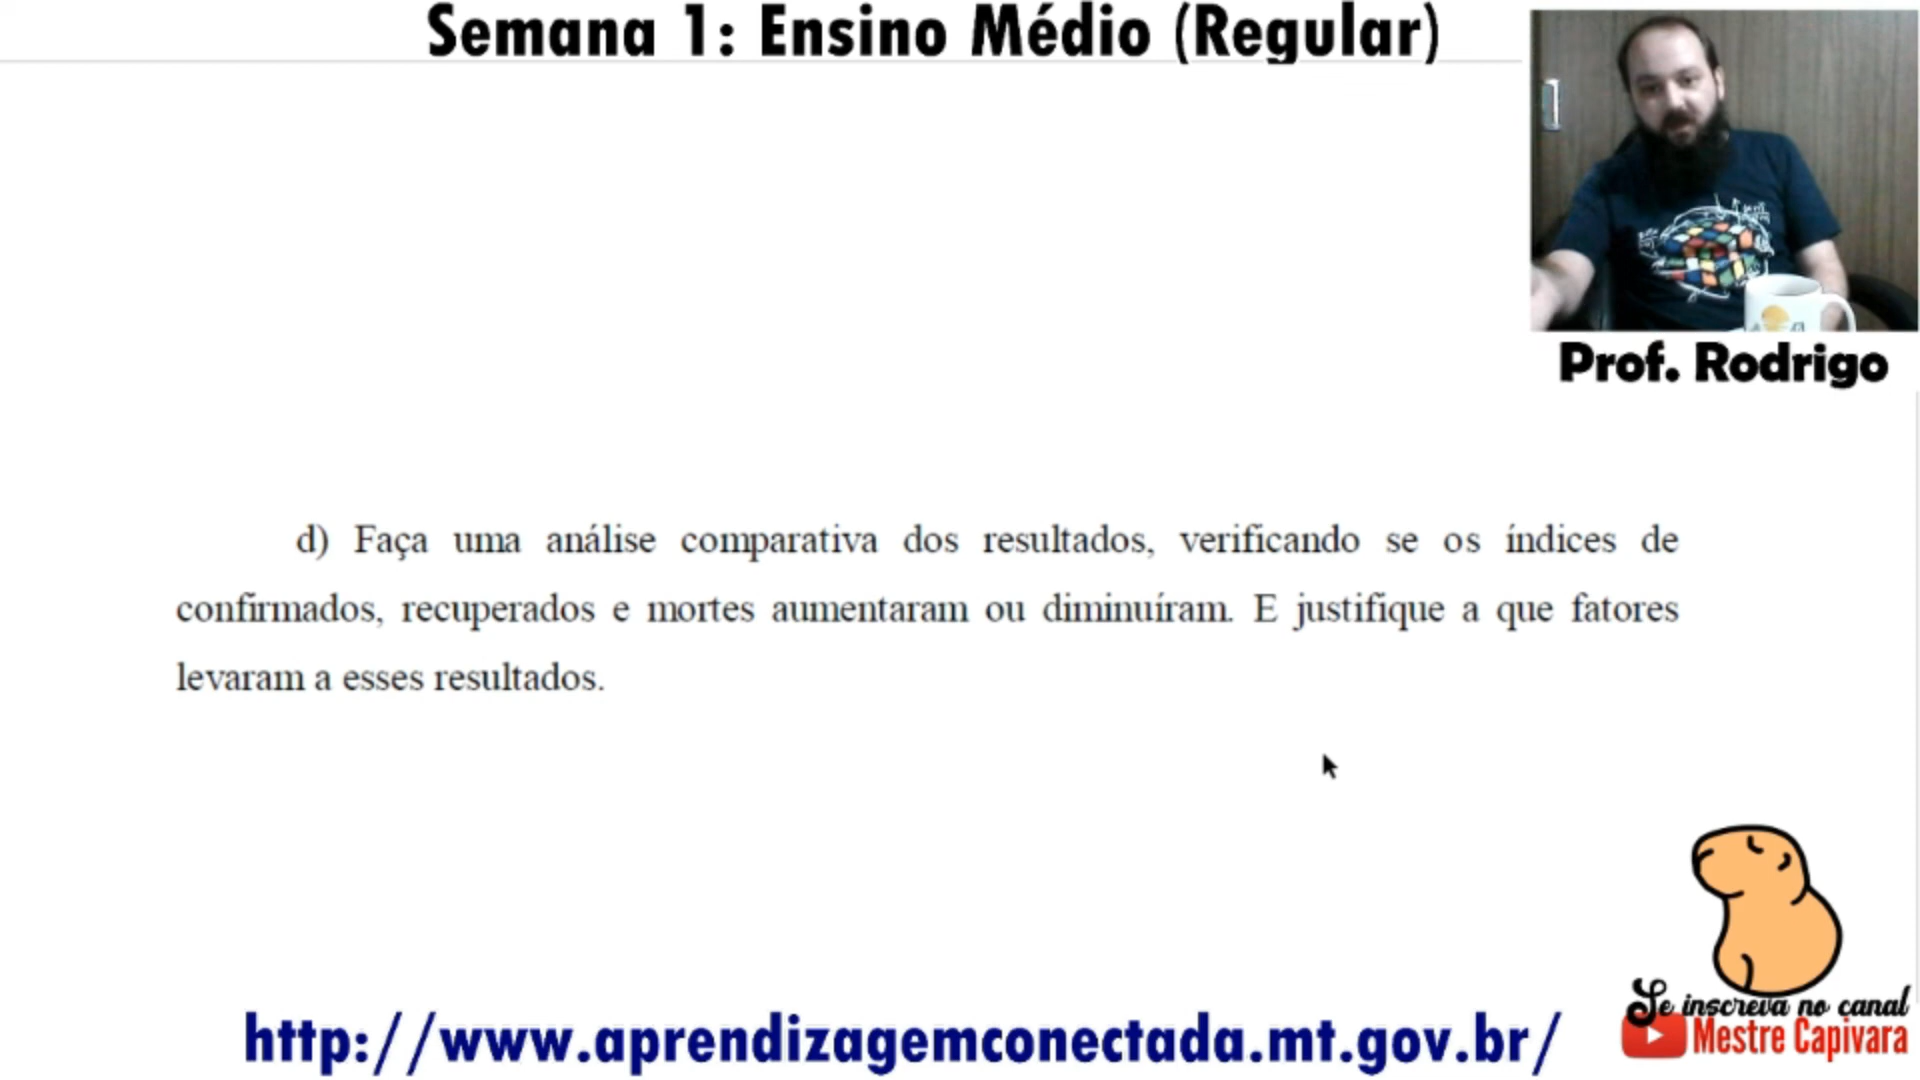 Semana 1: Ensino Médio (Regular)
Prof. Rodrigo
d) Faça uma análise comparativa dos resultados, verificando se os índices de
confirmados, recuperados e mortes aumentaram ou diminuíram. E justifique a que fatores
levaram a esses resultados.
Se inscreva no canal
Mestre Capivara
http://www.aprendizagemconectada.mt.gov.br/